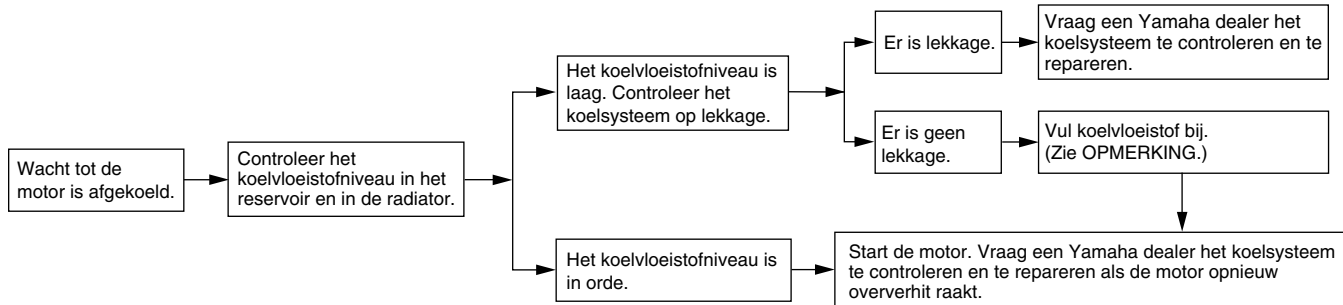 Wacht tot de
motor is afgekoeld.
Controleer het
koelvloeistofniveau in het
reservoir en in de radiator.
Het koelvloeistofniveau is
laag. Controleer het
koelsysteem op lekkage.
Er is lekkage.
Vraag een Yamaha dealer het
koelsysteem te controleren en te
repareren.
Er is geen
lekkage.
Vul koelvloeistof bij.
(Zie OPMERKING.)
Het koelvloeistofniveau is
in orde.
Start de motor. Vraag een Yamaha dealer het koelsysteem
te controleren en te repareren als de motor opnieuw
oververhit raakt.